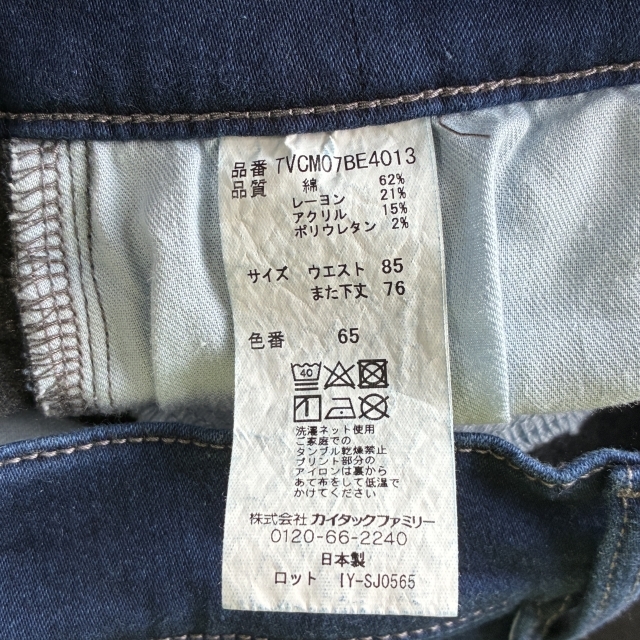 品番 TVCM07BE4013
品質 綿 62%
レーヨン 21%
アクリル 15%
ポリウレタン 2%
サイズ ウエスト 85
また下丈 76
色番 65
40
洗濯ネット使用
ご家庭での
タンブル乾燥禁止
プリント部分の
アイロンは裏から
あて布をして低温で
かけてください
株式会社 カイタックファミリー
0120-66-2240
日本製
ロット IY-SJ0565